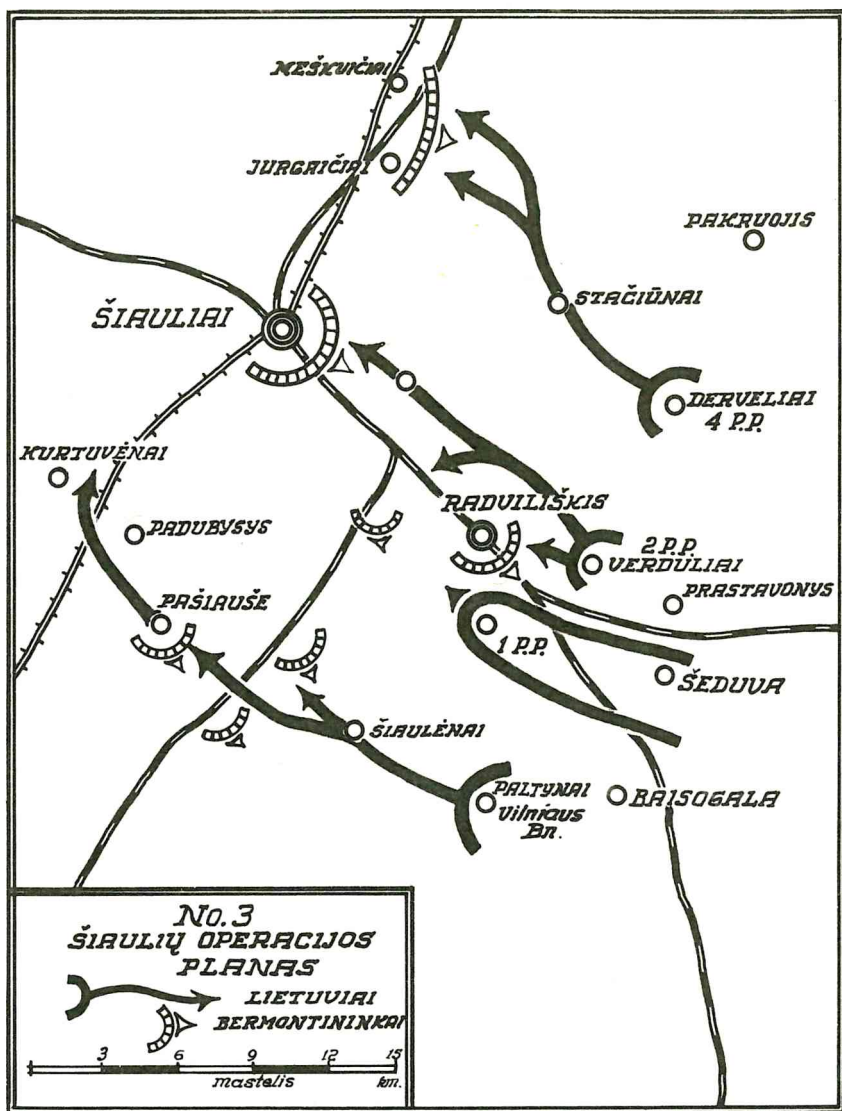 MEŠKVIČIAI
JURGAIČIAI
PAKRUOJIS
STAČIŪNAI
ŠIAULIAI
DERVELIAI
4 P.P.
KURTUVĖNAI
RADVILIŠKIS
PADUBYSYS
2 P.P.
VERDULIAI
PRASTAVONYS
PAŠIAUŠE
1 P.P.
ŠEDUVA
ŠIAULĖNAI
PALTYNAI
Vilniaus
Bn.
BAISOGALA
No. 3
ŠIAULIŲ OPERACIJOS
PLANAS
LIETUVIAI
BERMONTININKAI
3 6 9 12 15
mastelis km.